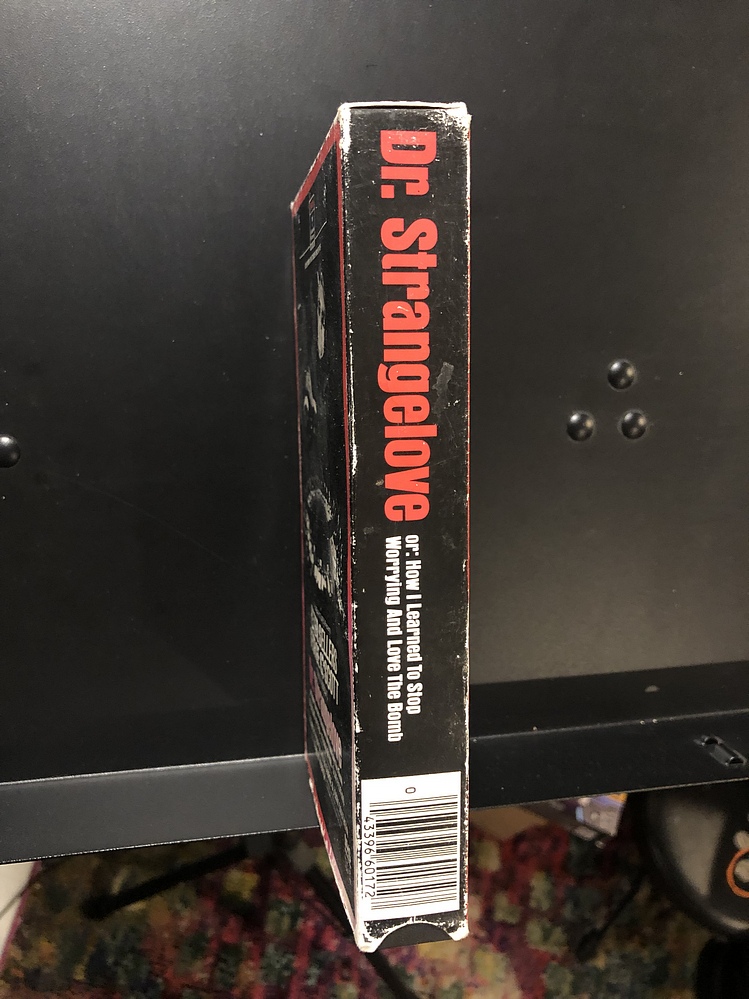 Dr. Strangelove
or: How I Learned To Stop
Worrying And Love The Bomb
0
43396 60172